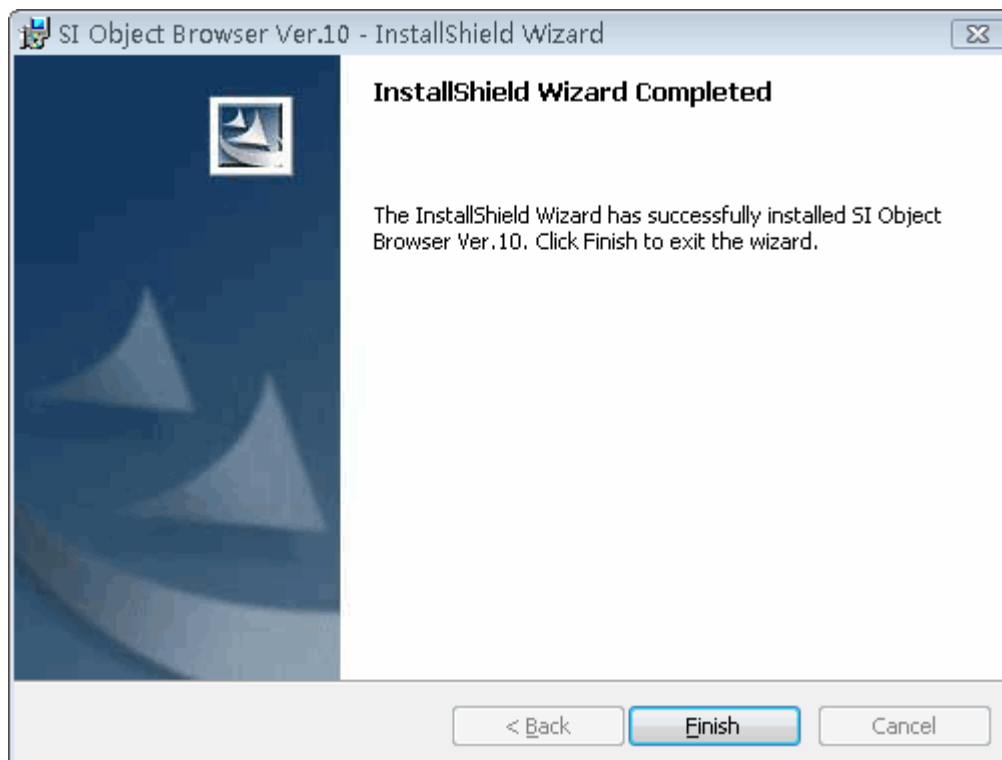 SI Object Browser Ver.10 - InstallShield Wizard
InstallShield Wizard Completed
The InstallShield Wizard has successfully installed SI Object
Browser Ver.10. Click Finish to exit the wizard.
< Back Finish Cancel